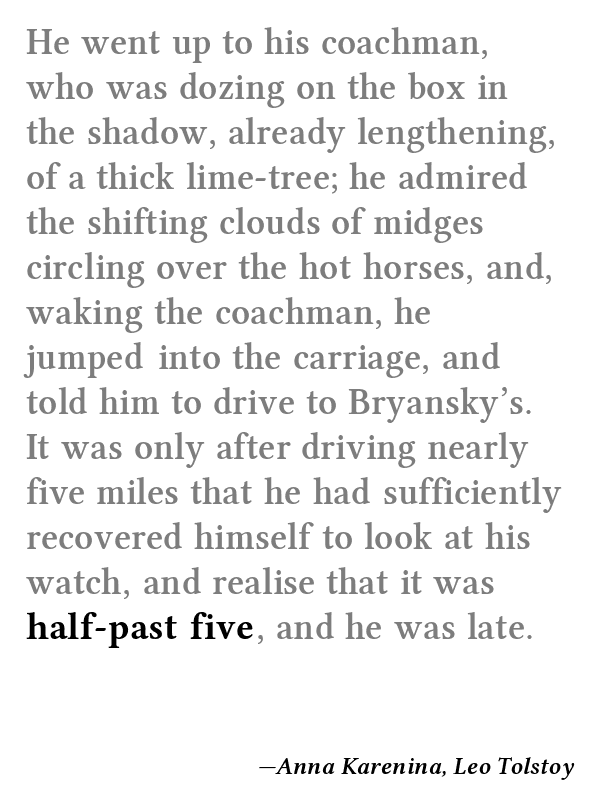 He went up to his coachman,
who was dozing on the box in
the shadow, already lengthening,
of a thick lime-tree; he admired
the shifting clouds of midges
circling over the hot horses, and,
waking the coachman, he
jumped into the carriage, and
told him to drive to Bryansky’s.
It was only after driving nearly
five miles that he had sufficiently
recovered himself to look at his
watch, and realise that it was
half-past five, and he was late.
—Anna Karenina, Leo Tolstoy